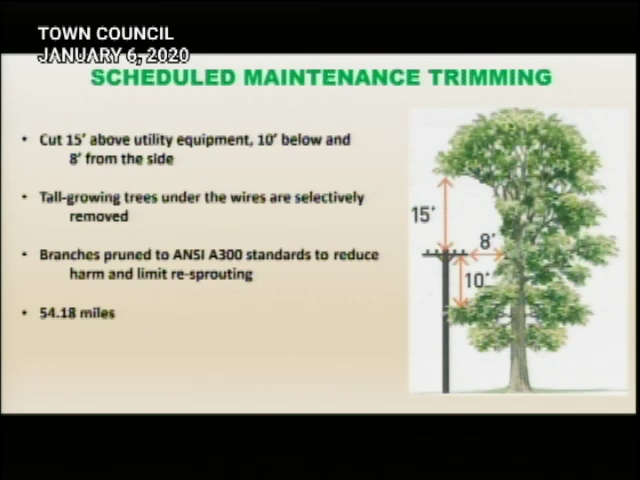 TOWN COUNCIL
JANUARY 6, 2020
SCHEDULED MAINTENANCE TRIMMING
• Cut 15' above utility equipment, 10' below and
8' from the side
• Tall-growing trees under the wires are selectively
removed
• Branches pruned to ANSI A300 standards to reduce
harm and limit re-sprouting
• 54.18 miles
15'
8'
10'